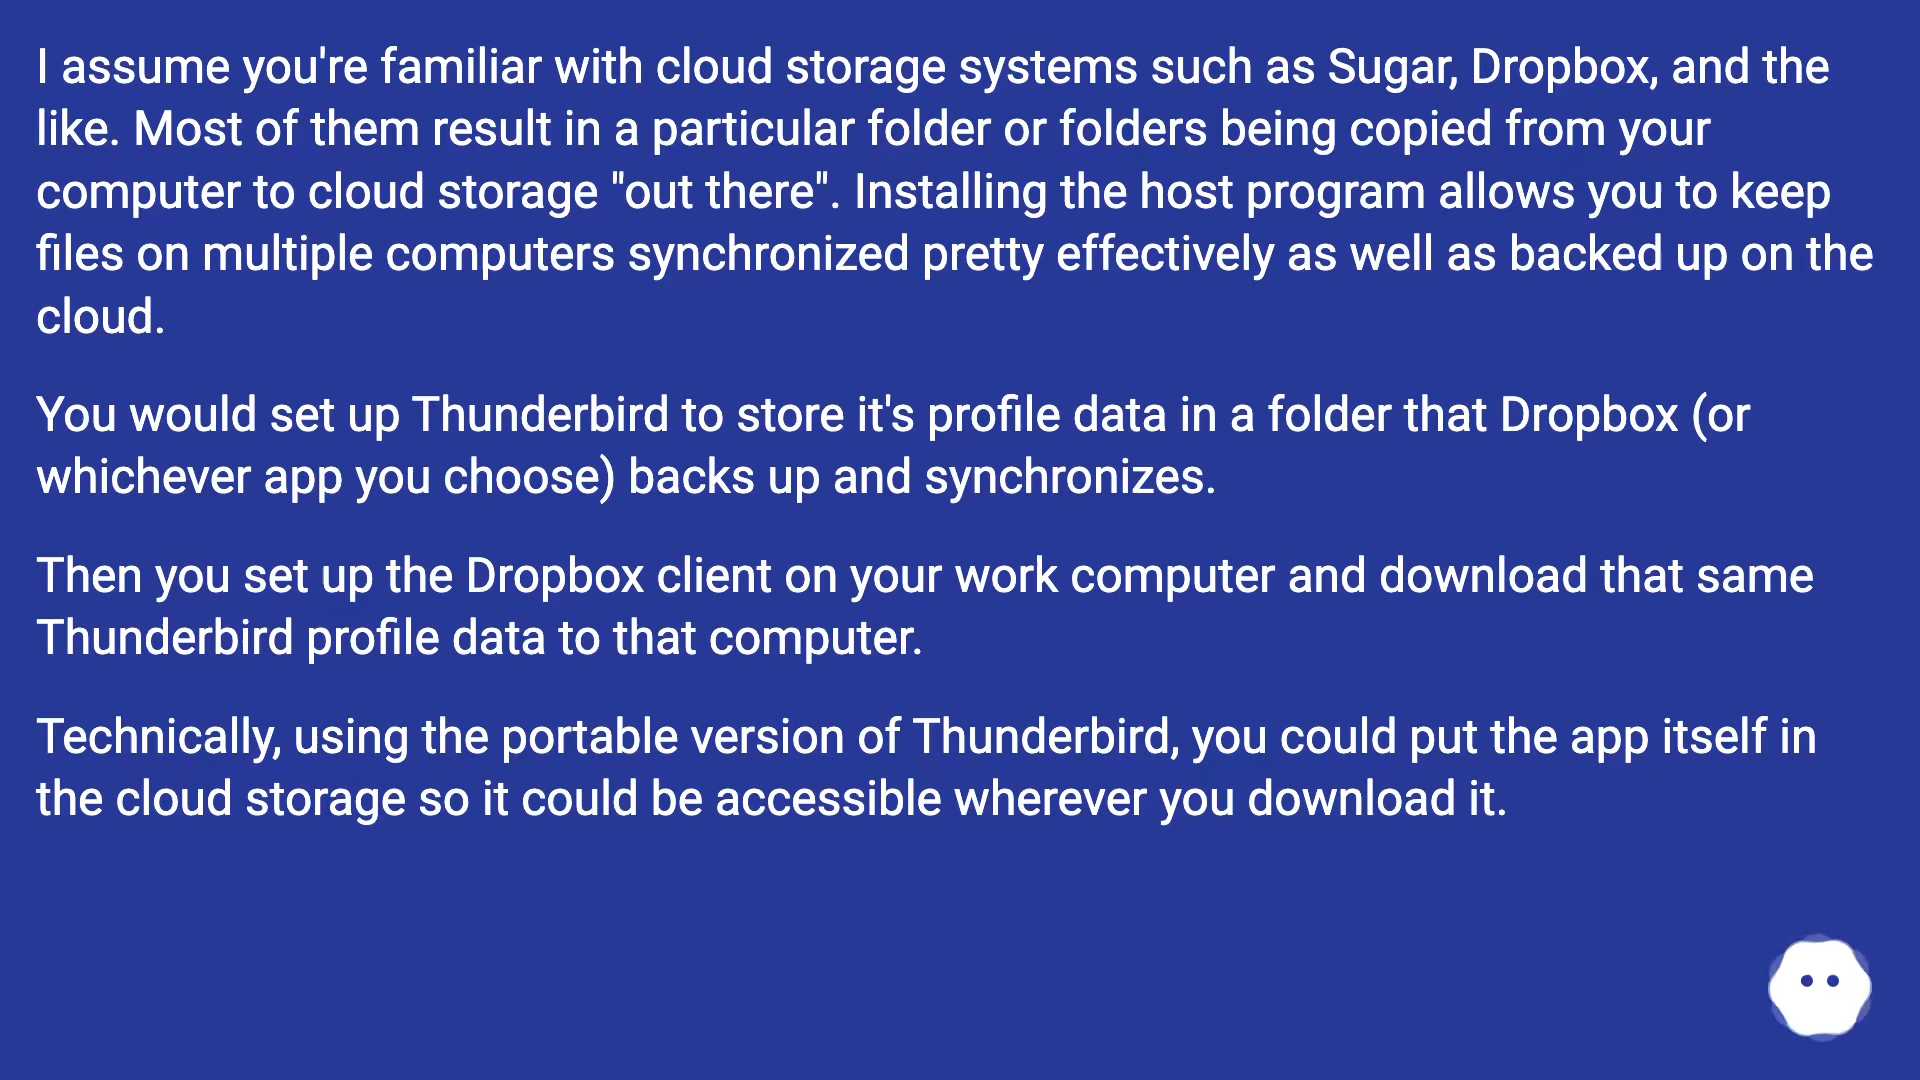 I assume you're familiar with cloud storage systems such as Sugar, Dropbox, and the
like. Most of them result in a particular folder or folders being copied from your
computer to cloud storage "out there". Installing the host program allows you to keep
files on multiple computers synchronized pretty effectively as well as backed up on the
cloud.
You would set up Thunderbird to store it's profile data in a folder that Dropbox (or
whichever app you choose) backs up and synchronizes.
Then you set up the Dropbox client on your work computer and download that same
Thunderbird profile data to that computer.
Technically, using the portable version of Thunderbird, you could put the app itself in
the cloud storage so it could be accessible wherever you download it.